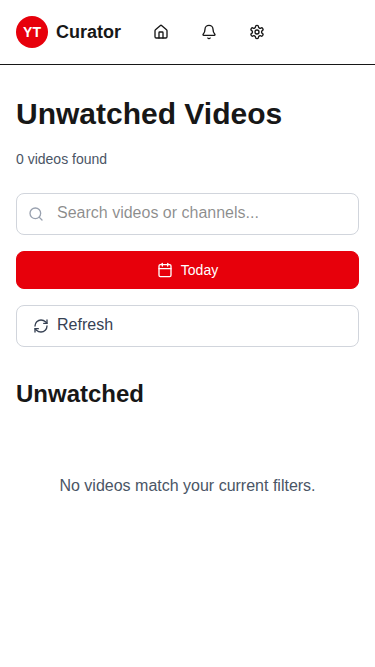 YT Curator
Unwatched Videos
0 videos found
Search videos or channels...
Today
Refresh
Unwatched
No videos match your current filters.